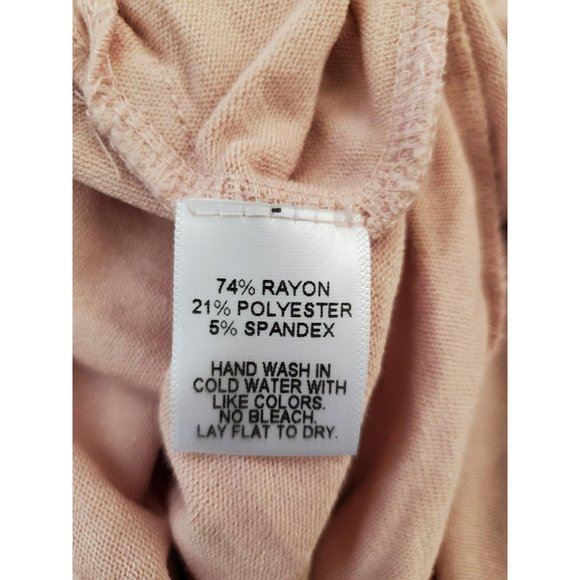 74% RAYON
21% POLYESTER
5% SPANDEX
HAND WASH IN
COLD WATER WITH
LIKE COLORS.
NO BLEACH.
LAY FLAT TO DRY.